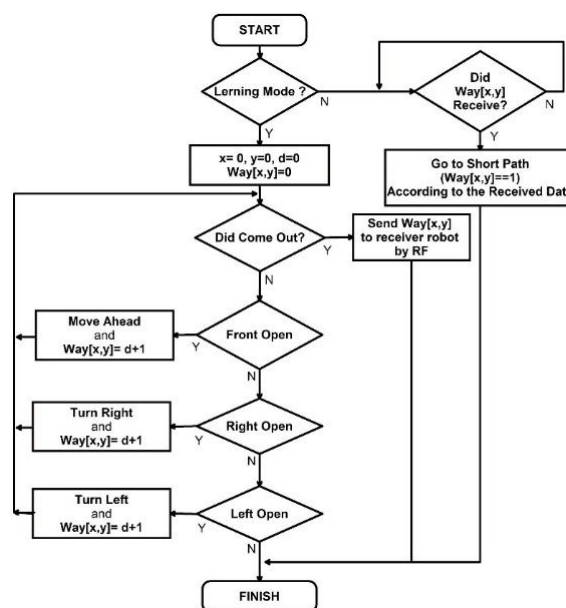 START
Lerning Mode ?
N
Y
Did
Way[x,y]
Receive?
N
Y
x= 0, y=0, d=0
Way[x,y]=0
Go to Short Path
(Way[x,y]==1)
According to the Received Dat
Did Come Out?
Y
N
Send Way[x,y]
to receiver robot
by RF
Move Ahead
and
Way[x,y]= d+1
Y
Front Open
N
Turn Right
and
Way[x,y]= d+1
Y
Right Open
N
Turn Left
and
Way[x,y]= d+1
Y
Left Open
N
FINISH